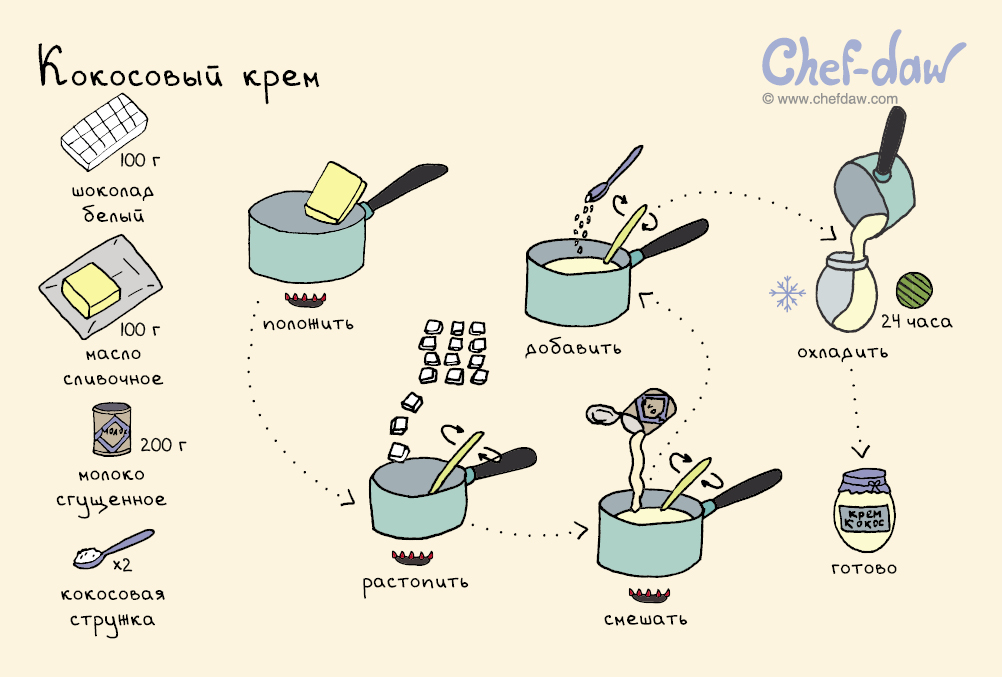 Кокосовый крем
Chef-daw
© www.chefdaw.com
100 г
шоколад
белый
100 г
масло
сливочное
молоко
200 г
молоко
сгущенное
x2
кокосовая
стружка
положить
растопить
смешать
добавить
24 часа
охладить
крем
кокос
готово